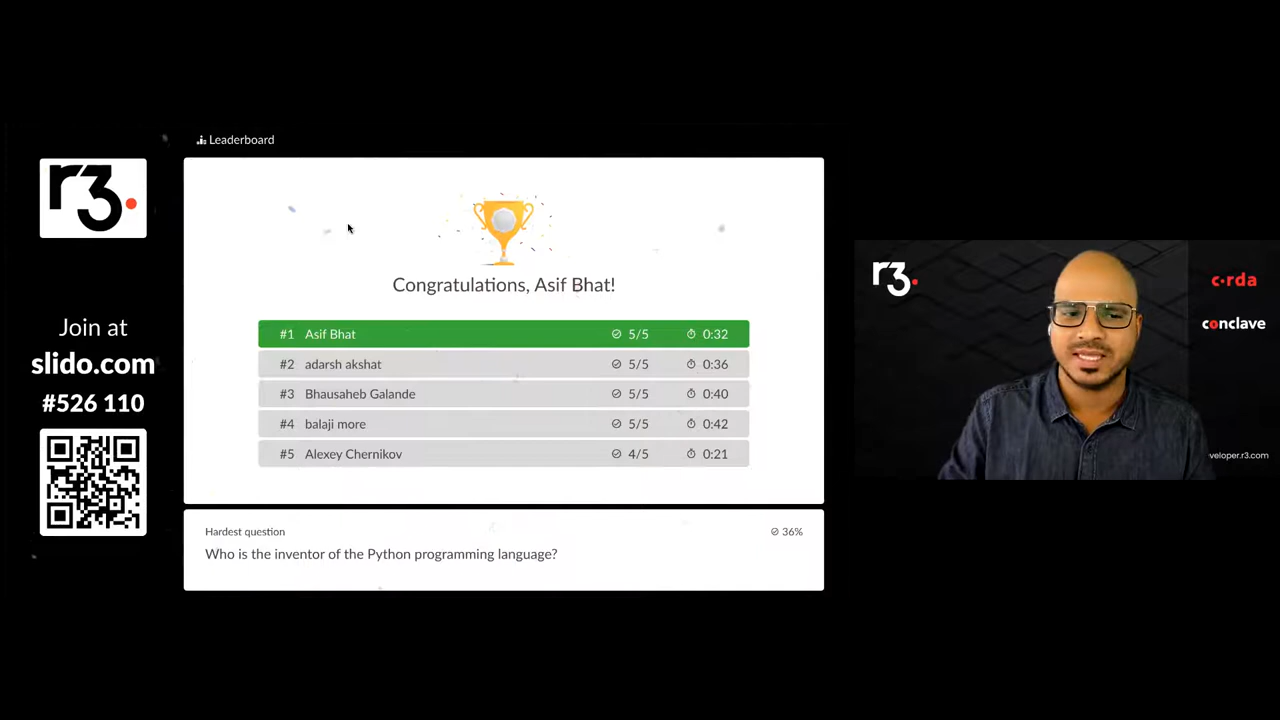 Leaderboard
r3.
Join at
slido.com
#526 110
Congratulations, Asif Bhat!
#1 Asif Bhat 5/5 0:32
#2 adarsh akshat 5/5 0:36
#3 Bhausaheb Galande 5/5 0:40
#4 balaji more 5/5 0:42
#5 Alexey Chernikov 4/5 0:21
Hardest question 36%
Who is the inventor of the Python programming language?
r3.
c·rda
conclave
veloper.r3.com